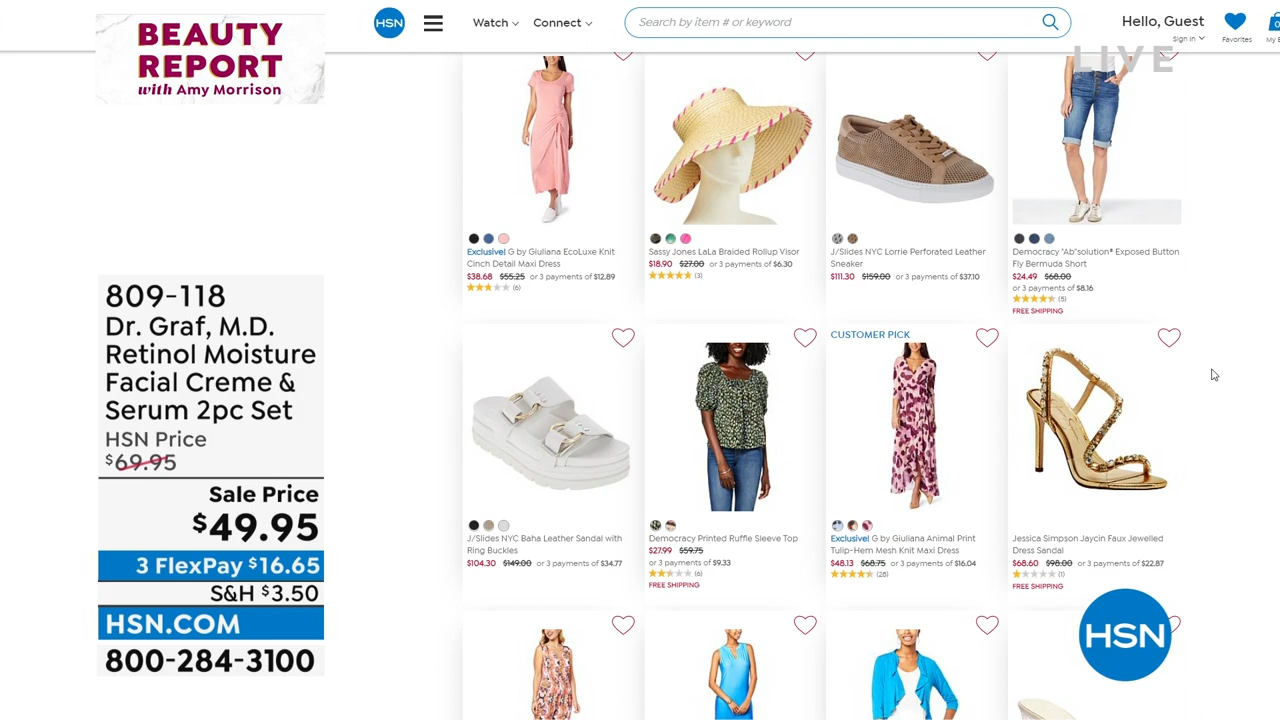 BEAUTY
REPORT
with Amy Morrison
HSN
Watch
Connect
Search by item # or keyword
Hello, Guest
Sign In
Favorites
LIVE
809-118
Dr. Graf, M.D.
Retinol Moisture
Facial Creme &
Serum 2pc Set
HSN Price
$69.95
Sale Price
$49.95
3 FlexPay $16.65
S&H $3.50
HSN.COM
800-284-3100
Exclusive! G by Giuliana EcoLuxe Knit
Cinch Detail Maxi Dress
$38.68 $55.25 or 3 payments of $12.89
(6)
Sassy Jones LaLa Braided Rollup Visor
$18.90 $27.00 or 3 payments of $6.30
(3)
J/Slides NYC Lorrie Perforated Leather
Sneaker
$111.30 $159.00 or 3 payments of $37.10
Democracy "Ab"solution® Exposed Button
Fly Bermuda Short
$24.49 $68.00
or 3 payments of $8.16
(5)
FREE SHIPPING
J/Slides NYC Baha Leather Sandal with
Ring Buckles
$104.30 $149.00 or 3 payments of $34.77
Democracy Printed Ruffle Sleeve Top
$27.99 $59.75
or 3 payments of $9.33
(6)
FREE SHIPPING
CUSTOMER PICK
Exclusive! G by Giuliana Animal Print
Tulip-Hem Mesh Knit Maxi Dress
$48.13 $68.75 or 3 payments of $16.04
(28)
Jessica Simpson Jaycin Faux Jewelled
Dress Sandal
$68.60 $98.00 or 3 payments of $22.87
(1)
FREE SHIPPING
HSN